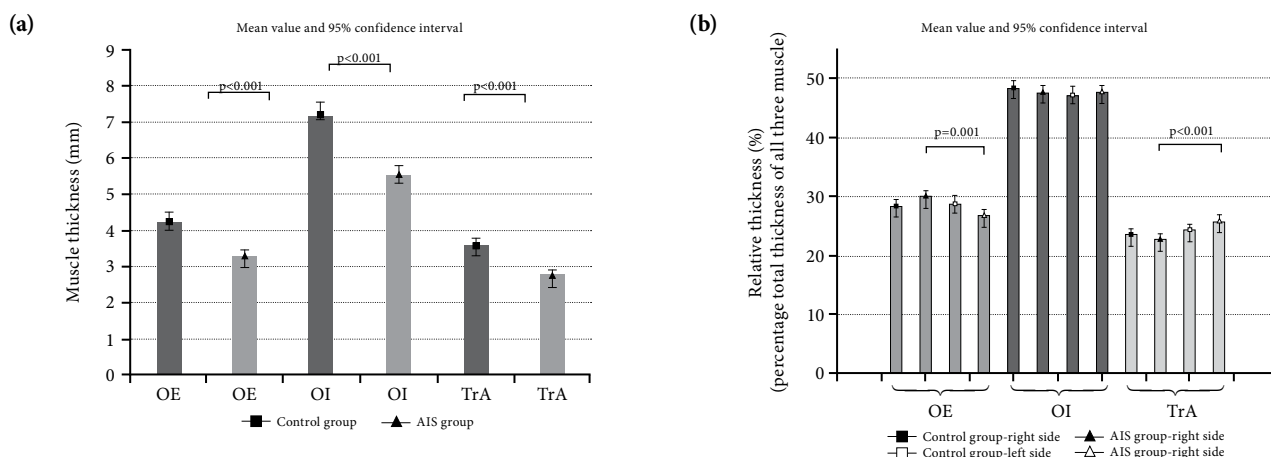 (a)
Mean value and 95% confidence interval
Muscle thickness (mm)
9
8
7
6
5
4
3
2
1
0
p<0.001
p<0.001
p<0.001
OE OE OI OI TrA TrA
Control group AIS group
(b)
Mean value and 95% confidence interval
Relative thickness (%)
(percentage total thickness of all three muscle)
50
40
30
20
10
0
p=0.001
p<0.001
OE OI TrA
Control group-right side AIS group-right side
Control group-left side AIS group-right side